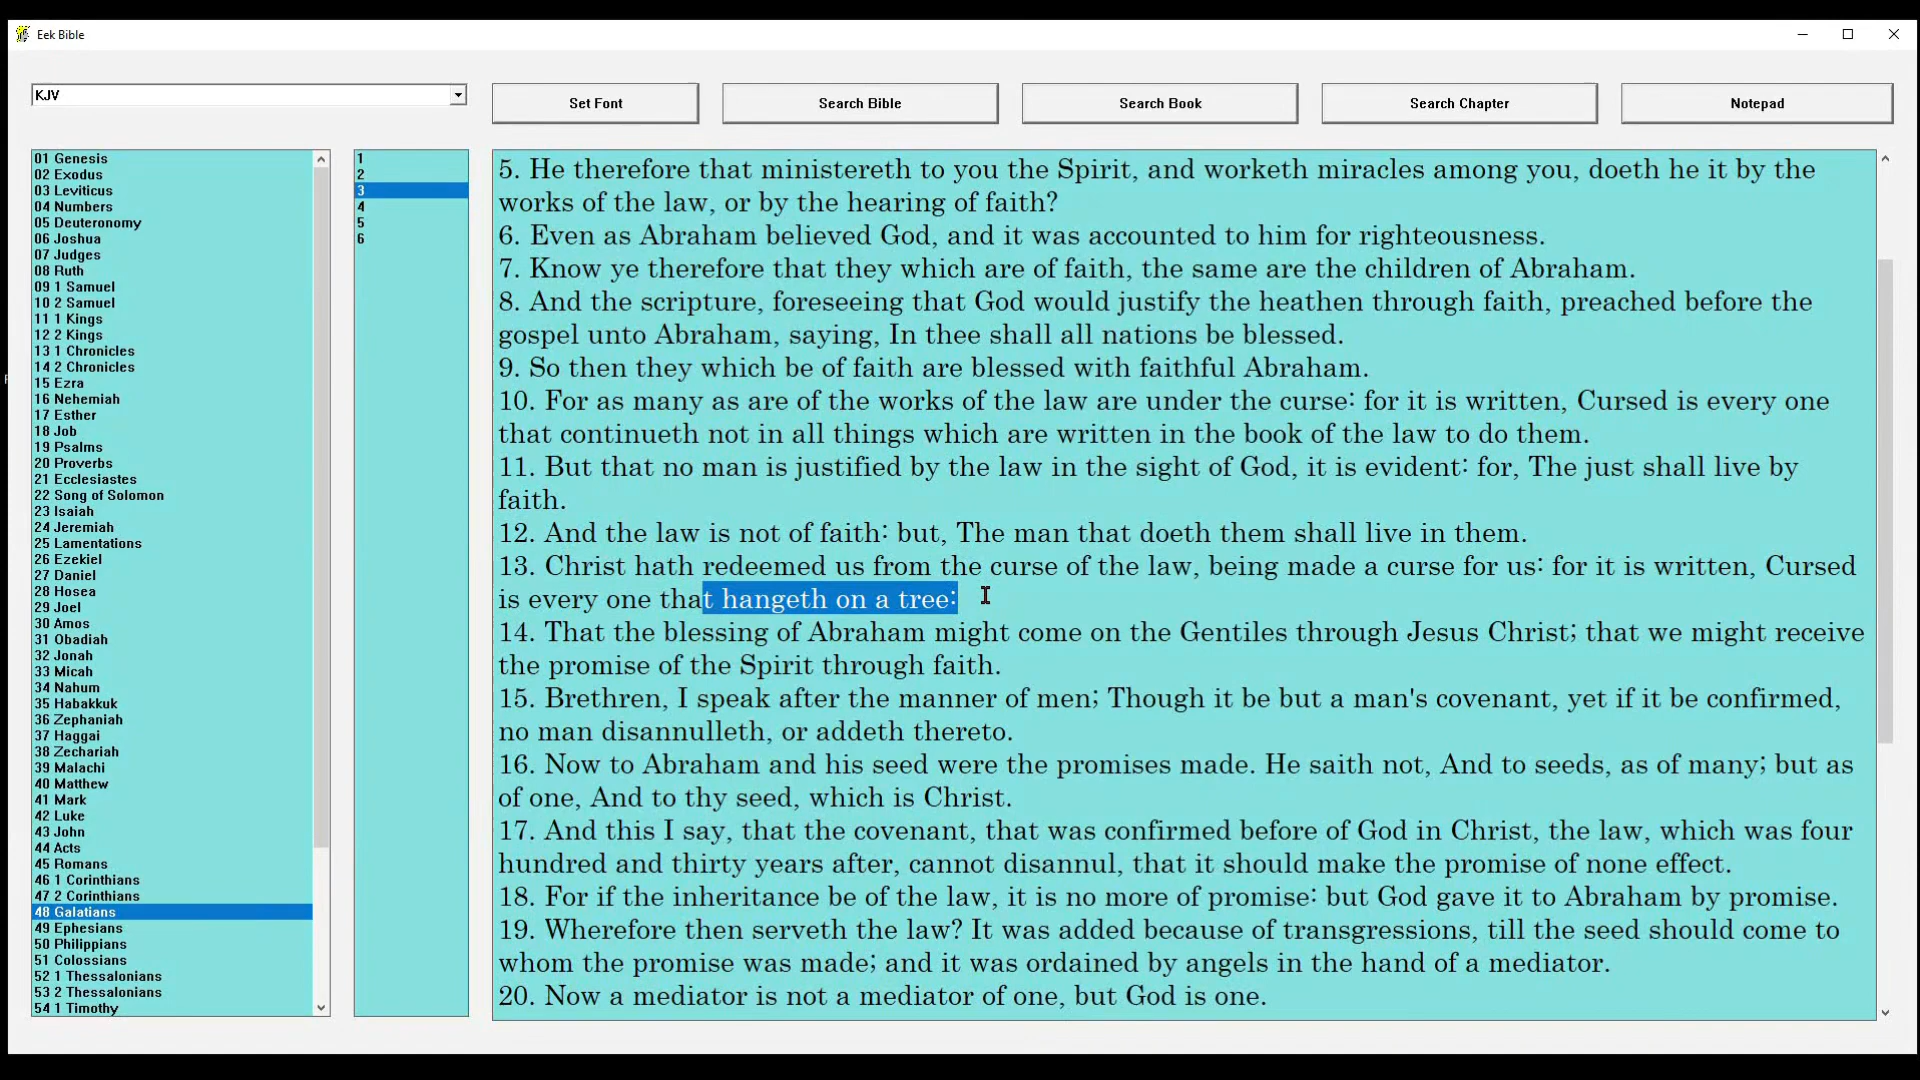 Eek Bible
KJV
Set Font
Search Bible
Search Book
Search Chapter
Notepad
01 Genesis
02 Exodus
03 Leviticus
04 Numbers
05 Deuteronomy
06 Joshua
07 Judges
08 Ruth
09 1 Samuel
10 2 Samuel
11 1 Kings
12 2 Kings
13 1 Chronicles
14 2 Chronicles
15 Ezra
16 Nehemiah
17 Esther
18 Job
19 Psalms
20 Proverbs
21 Ecclesiastes
22 Song of Solomon
23 Isaiah
24 Jeremiah
25 Lamentations
26 Ezekiel
27 Daniel
28 Hosea
29 Joel
30 Amos
31 Obadiah
32 Jonah
33 Micah
34 Nahum
35 Habakkuk
36 Zephaniah
37 Haggai
38 Zechariah
39 Malachi
40 Matthew
41 Mark
42 Luke
43 John
44 Acts
45 Romans
46 1 Corinthians
47 2 Corinthians
48 Galatians
49 Ephesians
50 Philippians
51 Colossians
52 1 Thessalonians
53 2 Thessalonians
54 1 Timothy
1
2
3
4
5
6
5. He therefore that ministereth to you the Spirit, and worketh miracles among you, doeth he it by the
works of the law, or by the hearing of faith?
6. Even as Abraham believed God, and it was accounted to him for righteousness.
7. Know ye therefore that they which are of faith, the same are the children of Abraham.
8. And the scripture, foreseeing that God would justify the heathen through faith, preached before the
gospel unto Abraham, saying, In thee shall all nations be blessed.
9. So then they which be of faith are blessed with faithful Abraham.
10. For as many as are of the works of the law are under the curse: for it is written, Cursed is every one
that continueth not in all things which are written in the book of the law to do them.
11. But that no man is justified by the law in the sight of God, it is evident: for, The just shall live by
faith.
12. And the law is not of faith: but, The man that doeth them shall live in them.
13. Christ hath redeemed us from the curse of the law, being made a curse for us: for it is written, Cursed
is every one that hangeth on a tree:
14. That the blessing of Abraham might come on the Gentiles through Jesus Christ; that we might receive
the promise of the Spirit through faith.
15. Brethren, I speak after the manner of men; Though it be but a man's covenant, yet if it be confirmed,
no man disannulleth, or addeth thereto.
16. Now to Abraham and his seed were the promises made. He saith not, And to seeds, as of many; but as
of one, And to thy seed, which is Christ.
17. And this I say, that the covenant, that was confirmed before of God in Christ, the law, which was four
hundred and thirty years after, cannot disannul, that it should make the promise of none effect.
18. For if the inheritance be of the law, it is no more of promise: but God gave it to Abraham by promise.
19. Wherefore then serveth the law? It was added because of transgressions, till the seed should come to
whom the promise was made; and it was ordained by angels in the hand of a mediator.
20. Now a mediator is not a mediator of one, but God is one.